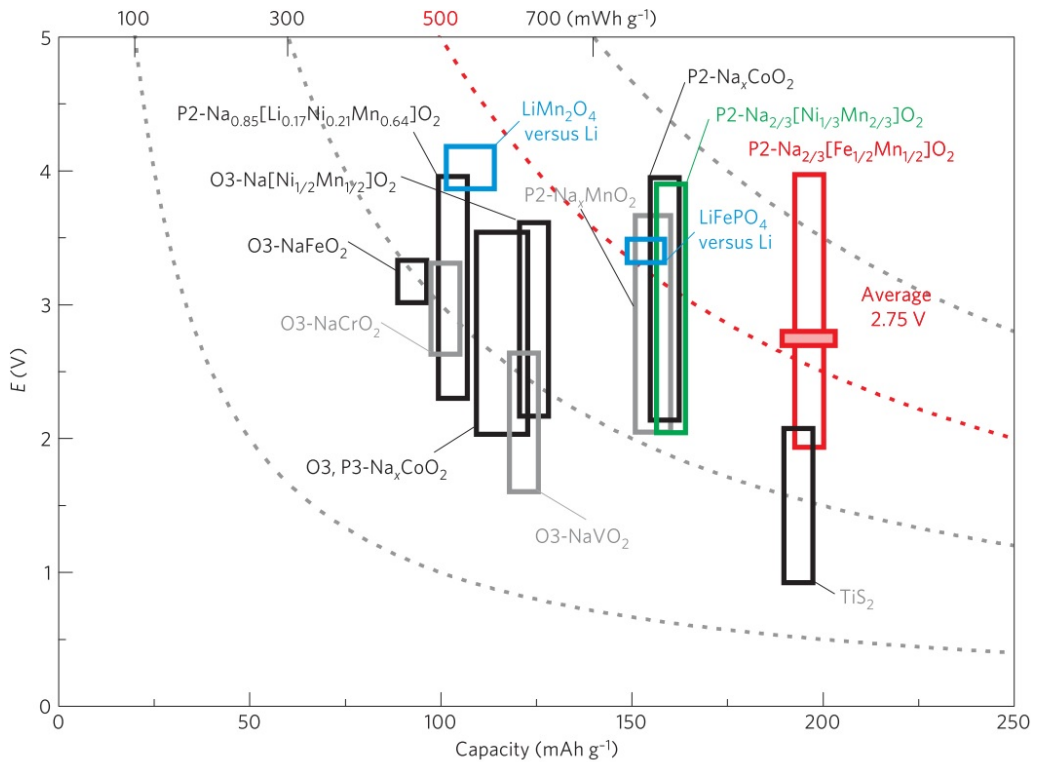 100 300 500 700 (mWh g⁻¹)
5
P2-NaₓCoO₂
P2-Na₀.₈₅[Li₀.₁₇Ni₀.₂₁Mn₀.₆₄]O₂
LiMn₂O₄
versus Li
P2-Na₂/₃[Ni₁/₃Mn₂/₃]O₂
P2-Na₂/₃[Fe₁/₂Mn₁/₂]O₂
4
O3-Na[Ni₁/₂Mn₁/₂]O₂
P2-NaₓMnO₂
LiFePO₄
versus Li
O3-NaFeO₂
3
Average
2.75 V
O3-NaCrO₂
E (V)
2
O3, P3-NaₓCoO₂
O3-NaVO₂
1
TiS₂
0
0 50 100 150 200 250
Capacity (mAh g⁻¹)